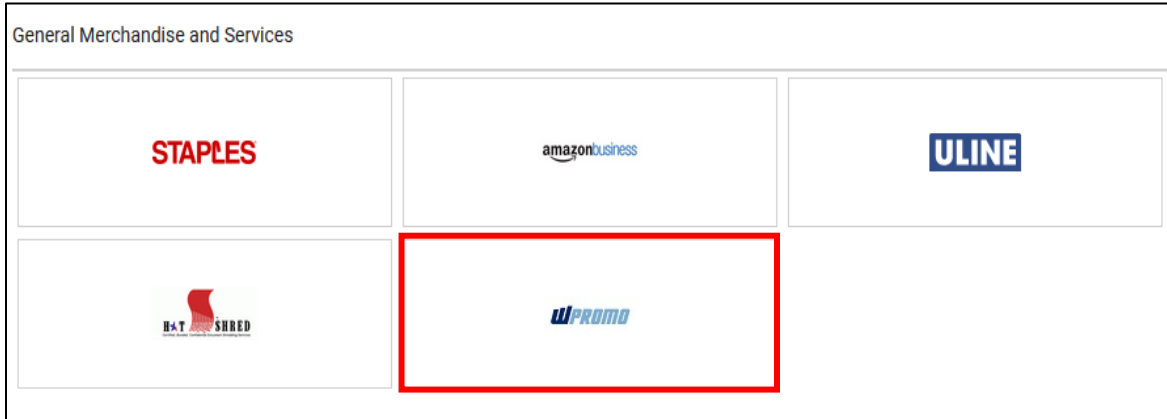 General Merchandise and Services
STAPLES
amazonbusiness
ULINE
H★T SHRED
WPROMO